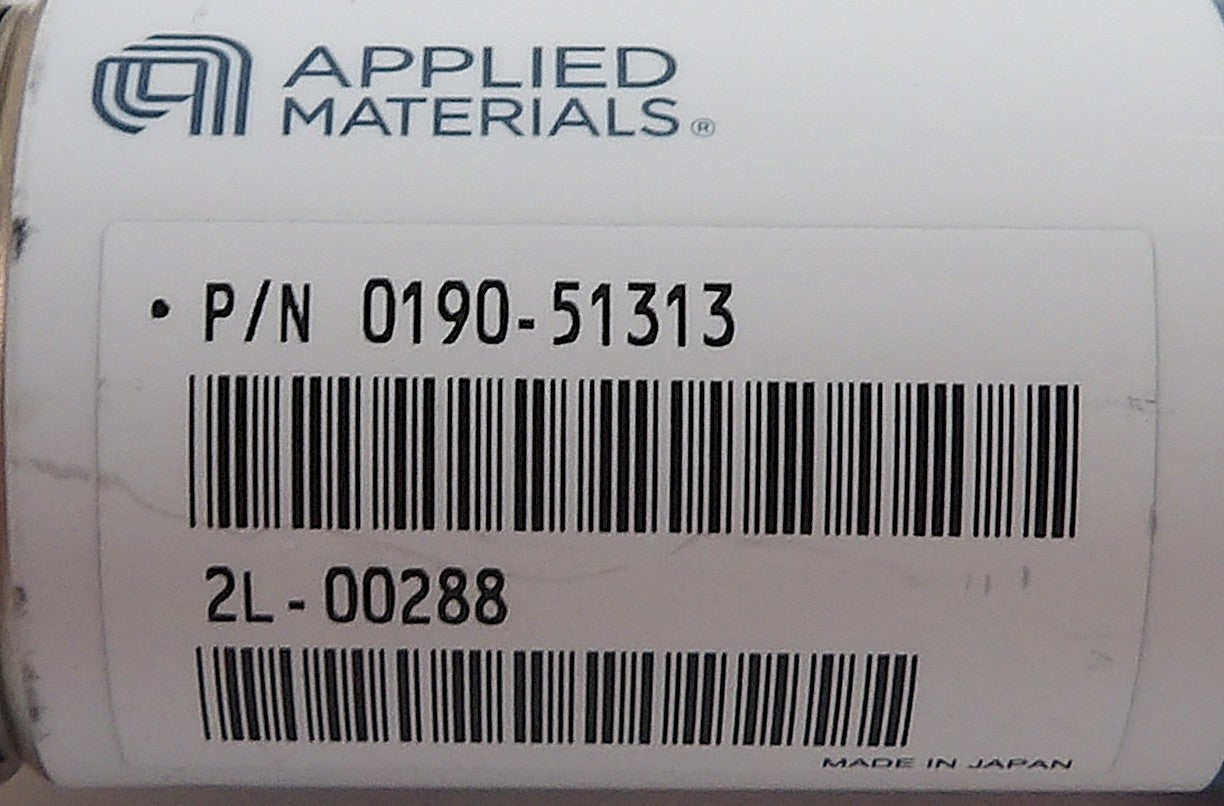 APPLIED
MATERIALS®
• P/N 0190-51313
2L-00288
MADE IN JAPAN